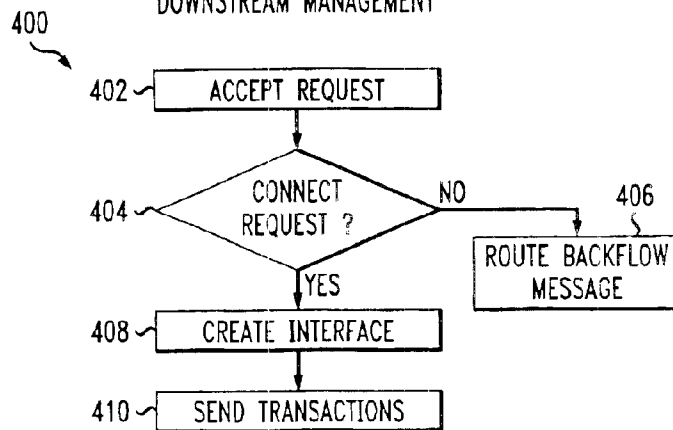 DOWNSTREAM MANAGEMENT
400
402 ACCEPT REQUEST
404 CONNECT
REQUEST ?
NO
406
ROUTE BACKFLOW
MESSAGE
YES
408 CREATE INTERFACE
410 SEND TRANSACTIONS